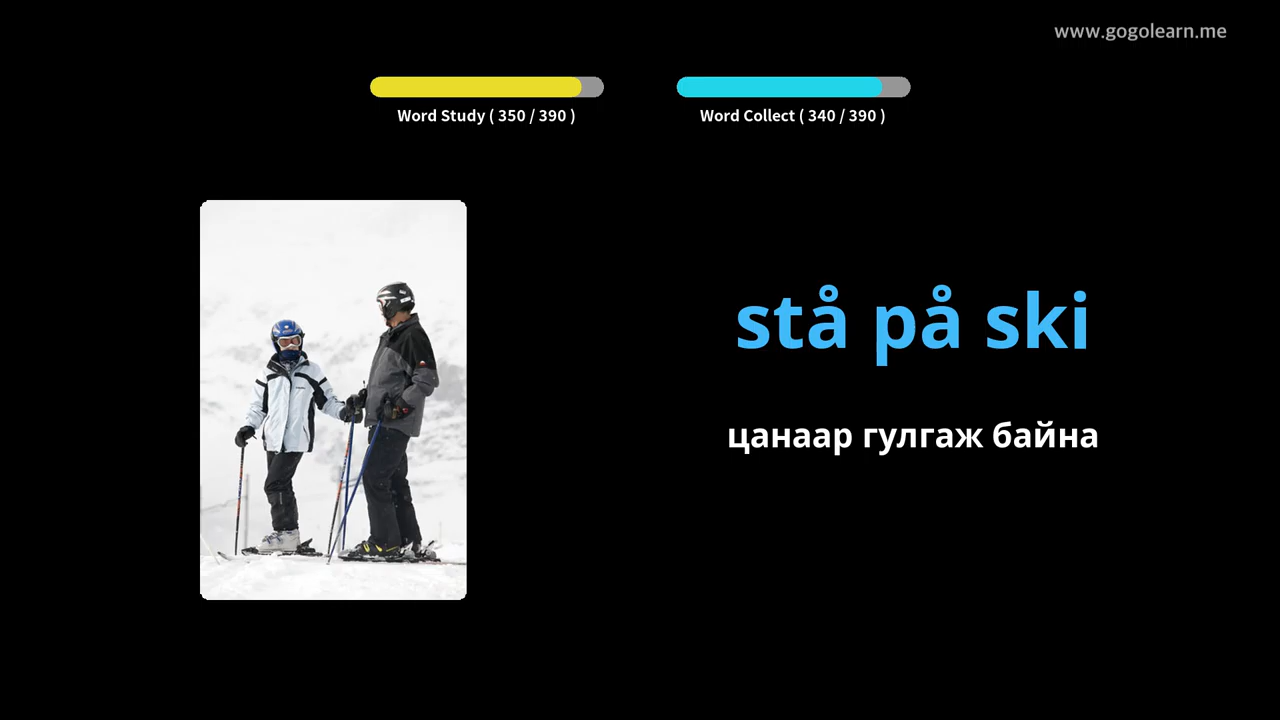 www.gogolearn.me
Word Study ( 350 / 390 )
Word Collect ( 340 / 390 )
stå på ski
цанаар гулгаж байна